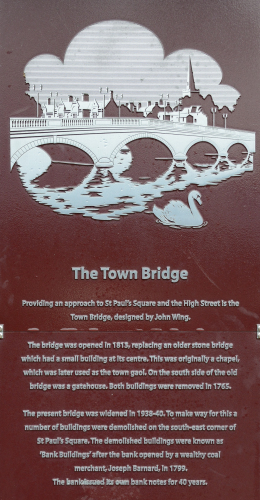 The Town Bridge
Providing an approach to St Paul's Square and the High Street is the
Town Bridge, designed by John Wing.
The bridge was opened in 1813, replacing an older stone bridge
which had a small building at its centre. This was originally a chapel,
which was later used as the town gaol. On the south side of the old
bridge was a gatehouse. Both buildings were removed in 1765.
The present bridge was widened in 1938-40. To make way for this a
number of buildings were demolished on the south-east corner of
St Paul's Square. The demolished buildings were known as
'Bank Buildings' after the bank opened by a wealthy coal
merchant, Joseph Barnard, in 1799.
The bank issued its own bank notes for 40 years.